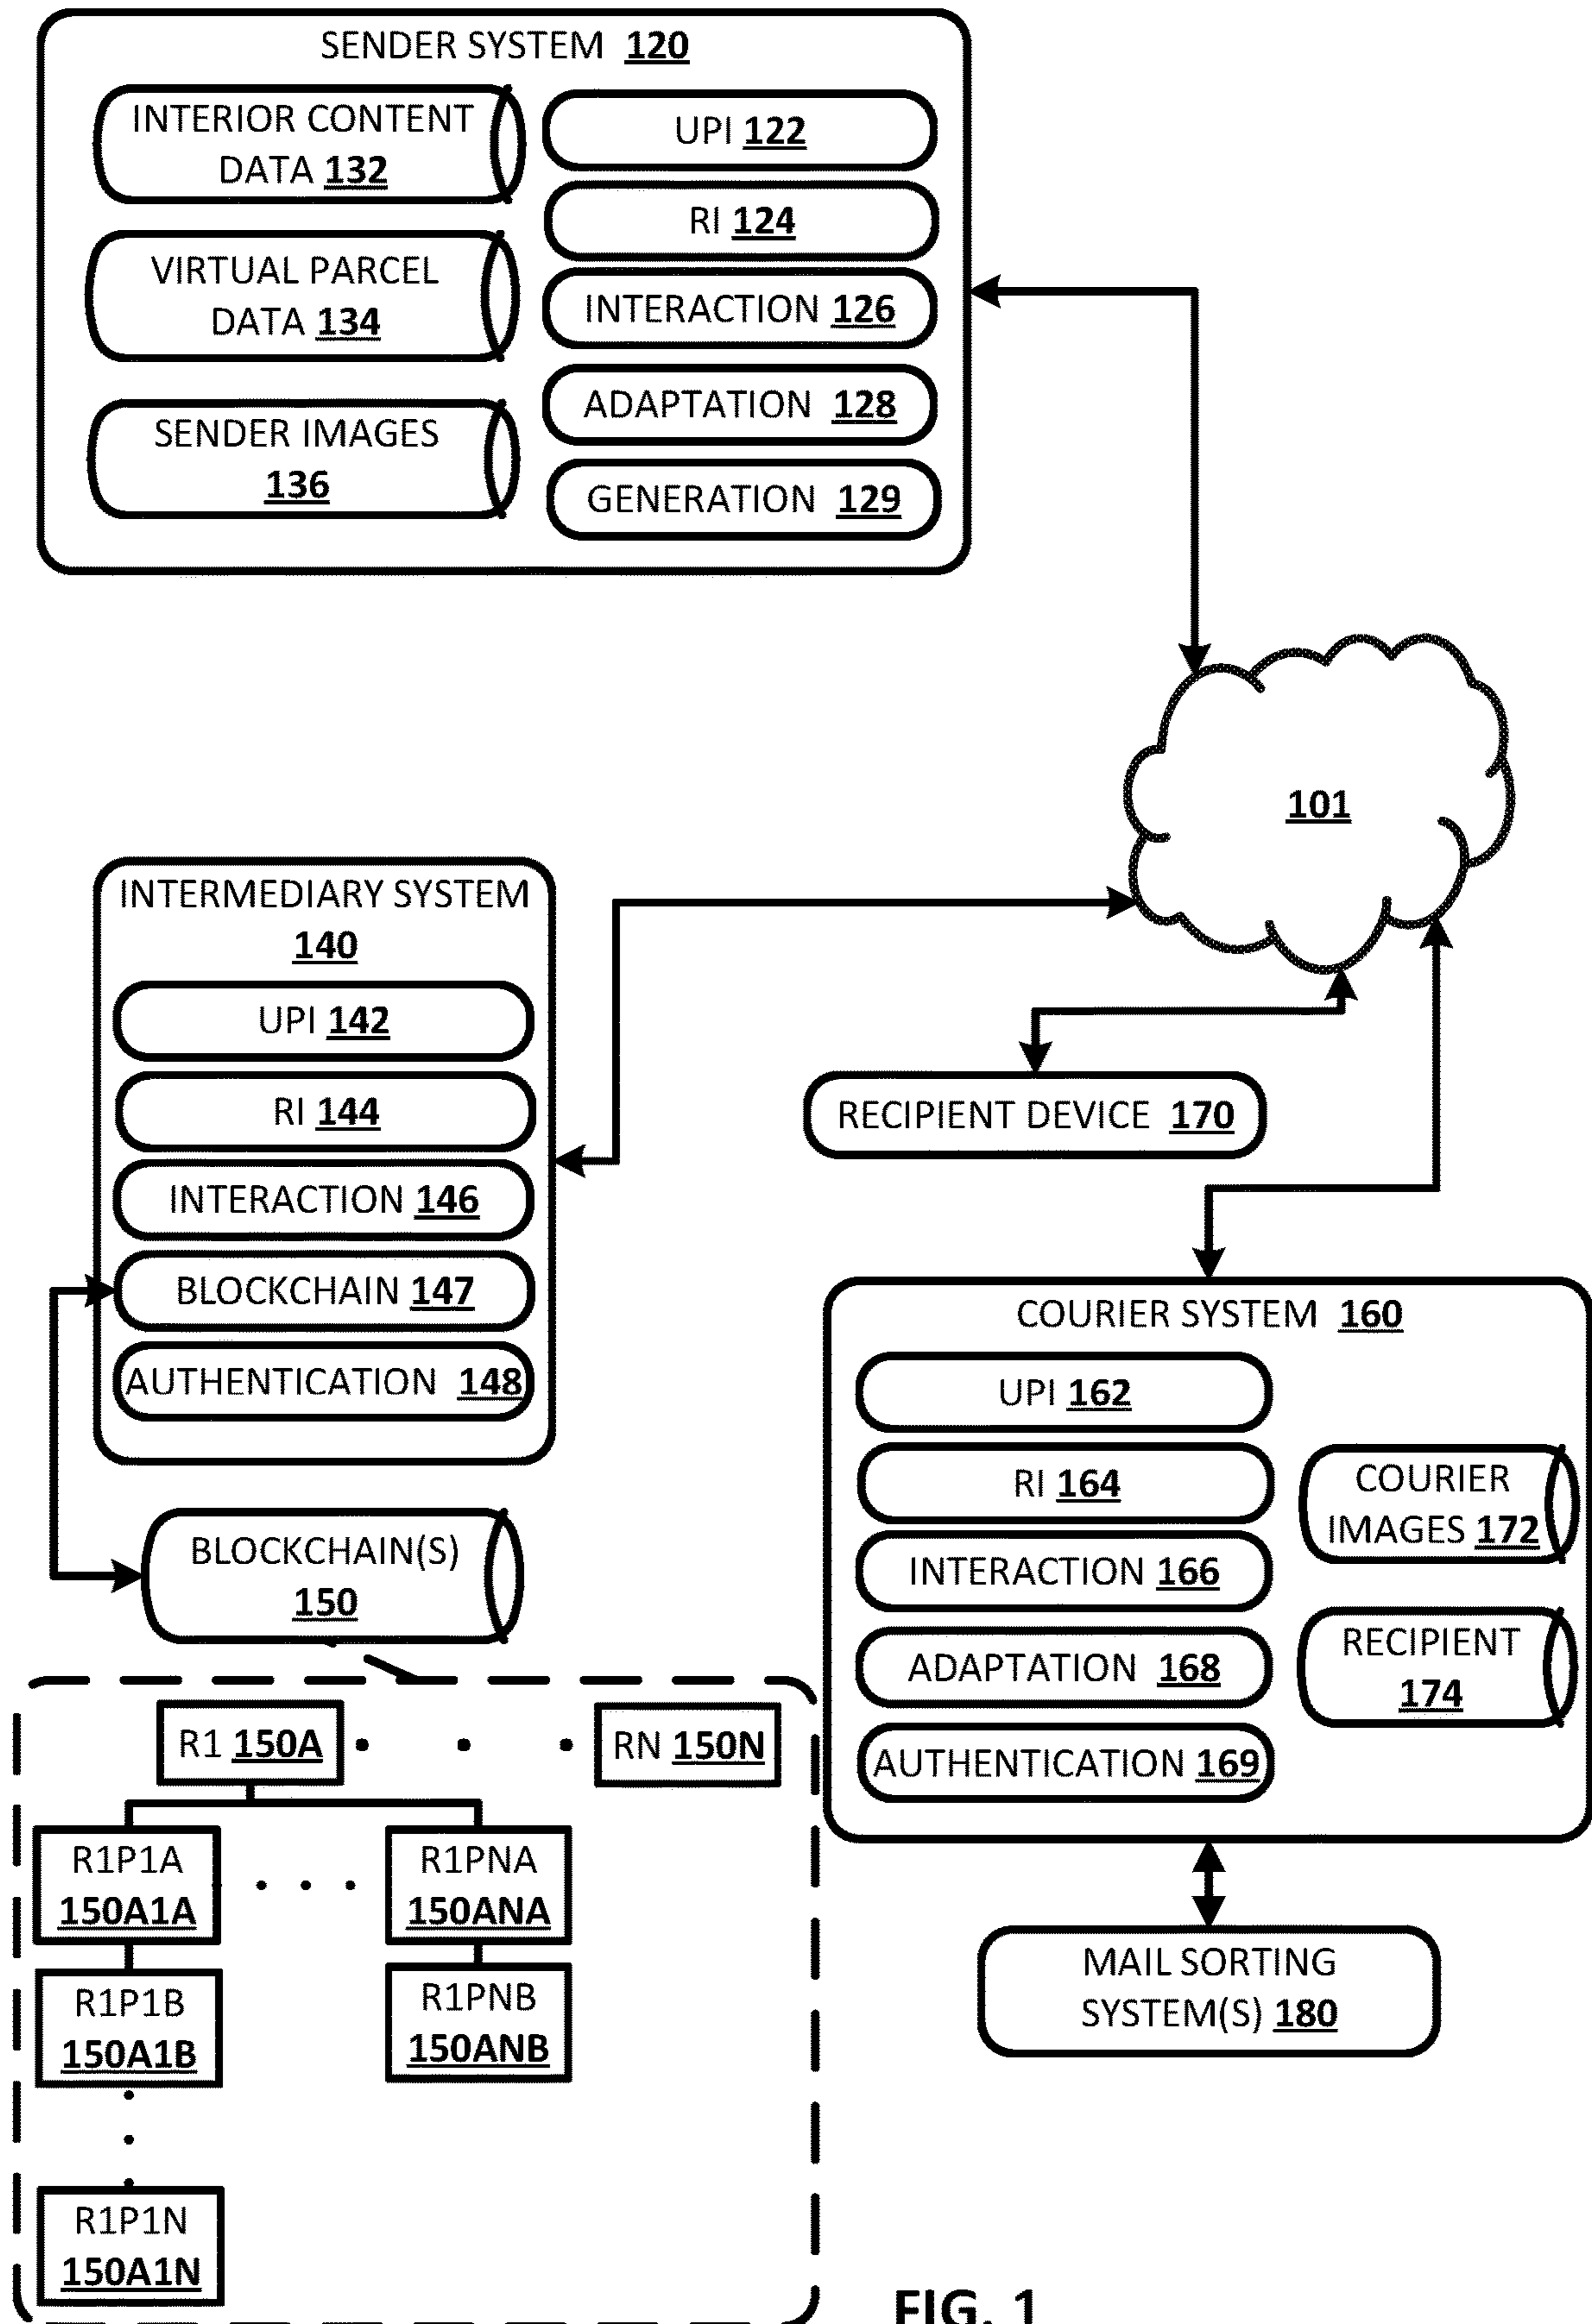 SENDER SYSTEM 120
INTERIOR CONTENT
DATA 132
VIRTUAL PARCEL
DATA 134
SENDER IMAGES
136
UPI 122
RI 124
INTERACTION 126
ADAPTATION 128
GENERATION 129
101
INTERMEDIARY SYSTEM
140
UPI 142
RI 144
INTERACTION 146
BLOCKCHAIN 147
AUTHENTICATION 148
RECIPIENT DEVICE 170
BLOCKCHAIN(S)
150
COURIER SYSTEM 160
UPI 162
RI 164
INTERACTION 166
ADAPTATION 168
AUTHENTICATION 169
COURIER
IMAGES 172
RECIPIENT
174
R1 150A
RN 150N
R1P1A
150A1A
R1PNA
150ANA
R1P1B
150A1B
R1PNB
150ANB
R1P1N
150A1N
MAIL SORTING
SYSTEM(S) 180
FIG. 1